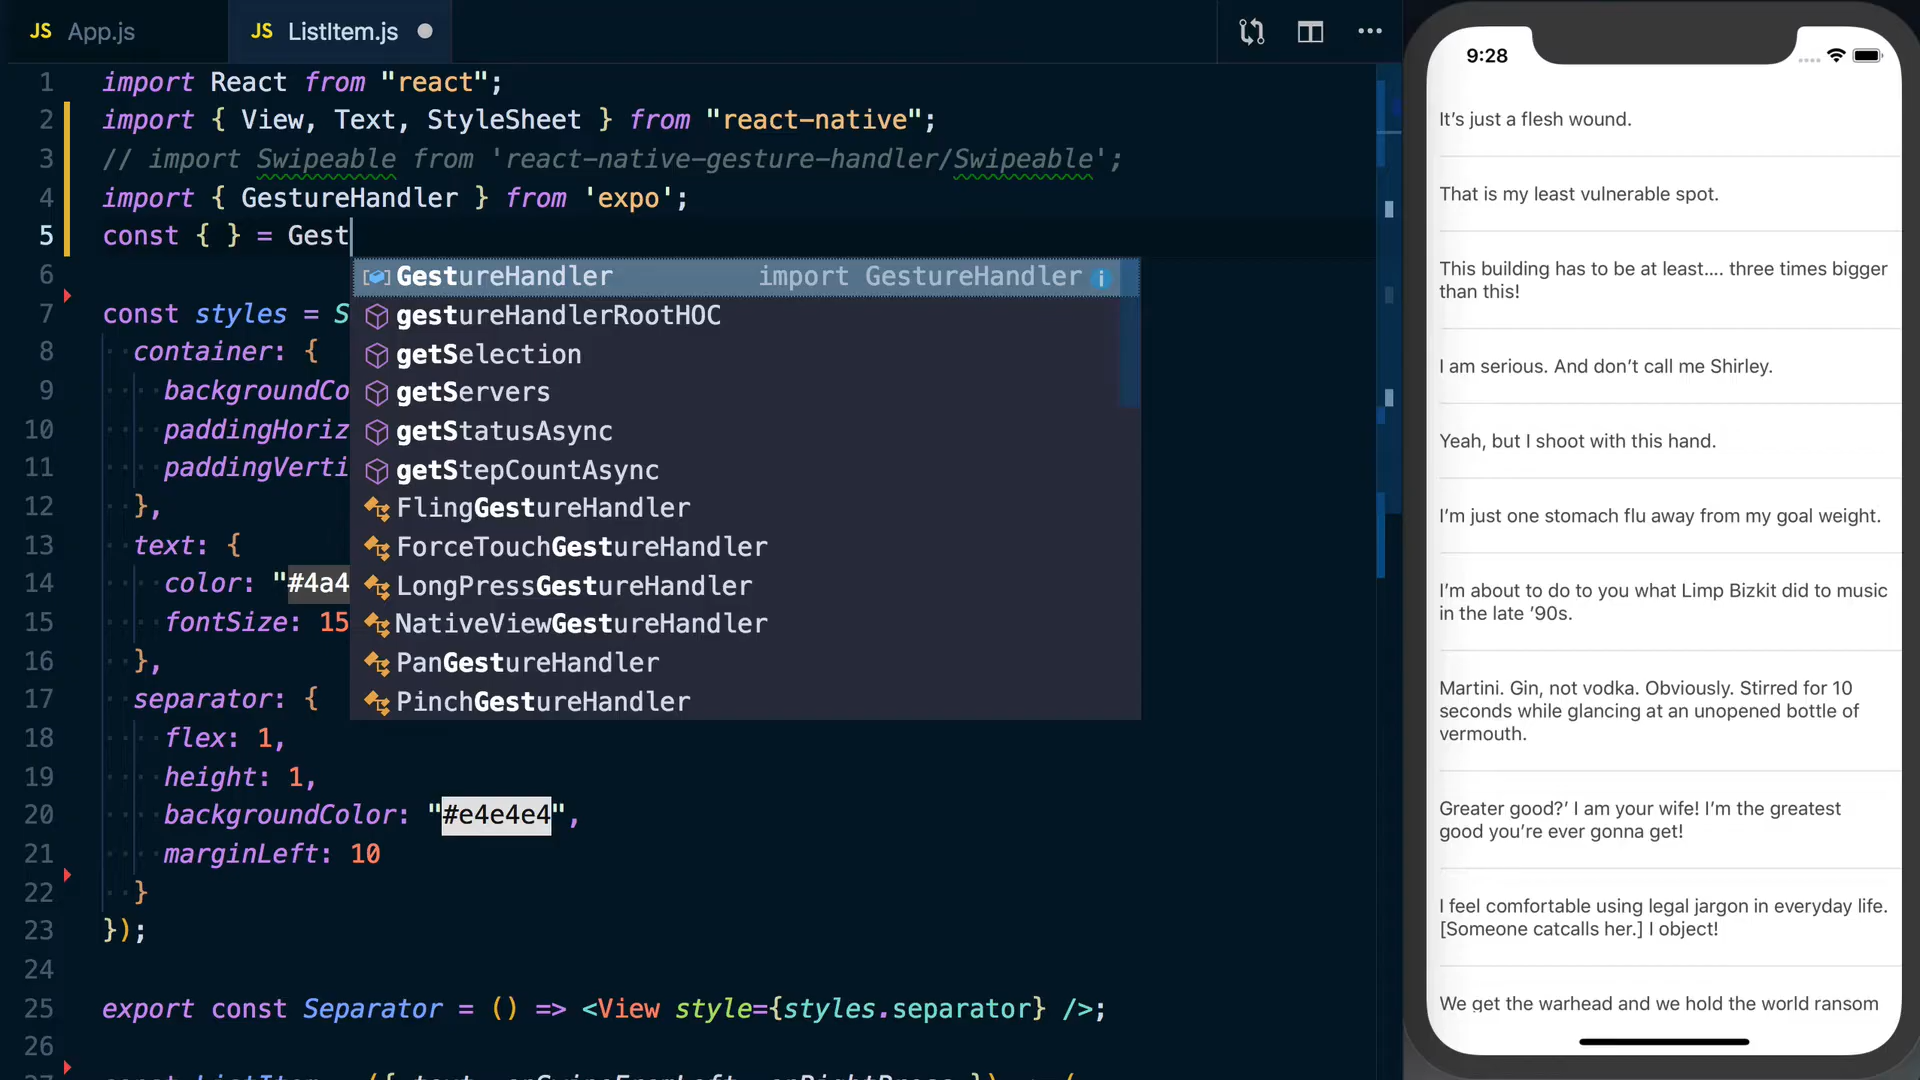 JS App.js
JS ListItem.js
1 import React from "react";
2 import { View, Text, StyleSheet } from "react-native";
3 // import Swipeable from 'react-native-gesture-handler/Swipeable';
4 import { GestureHandler } from 'expo';
5 const { } = Gest
6
7 const styles = S
8 container: {
9 backgroundCo
10 paddingHoriz
11 paddingVerti
12 },
13 text: {
14 color: "#4a4
15 fontSize: 15
16 },
17 separator: {
18 flex: 1,
19 height: 1,
20 backgroundColor: "#e4e4e4",
21 marginLeft: 10
22 }
23 });
24
25 export const Separator = () => <View style={styles.separator} />;
26
GestureHandler import GestureHandler
gestureHandlerRootHOC
getSelection
getServers
getStatusAsync
getStepCountAsync
FlingGestureHandler
ForceTouchGestureHandler
LongPressGestureHandler
NativeViewGestureHandler
PanGestureHandler
PinchGestureHandler
9:28
It’s just a flesh wound.
That is my least vulnerable spot.
This building has to be at least.... three times bigger
than this!
I am serious. And don’t call me Shirley.
Yeah, but I shoot with this hand.
I’m just one stomach flu away from my goal weight.
I’m about to do to you what Limp Bizkit did to music
in the late ’90s.
Martini. Gin, not vodka. Obviously. Stirred for 10
seconds while glancing at an unopened bottle of
vermouth.
Greater good?’ I am your wife! I’m the greatest
good you’re ever gonna get!
I feel comfortable using legal jargon in everyday life.
[Someone catcalls her.] I object!
We get the warhead and we hold the world ransom